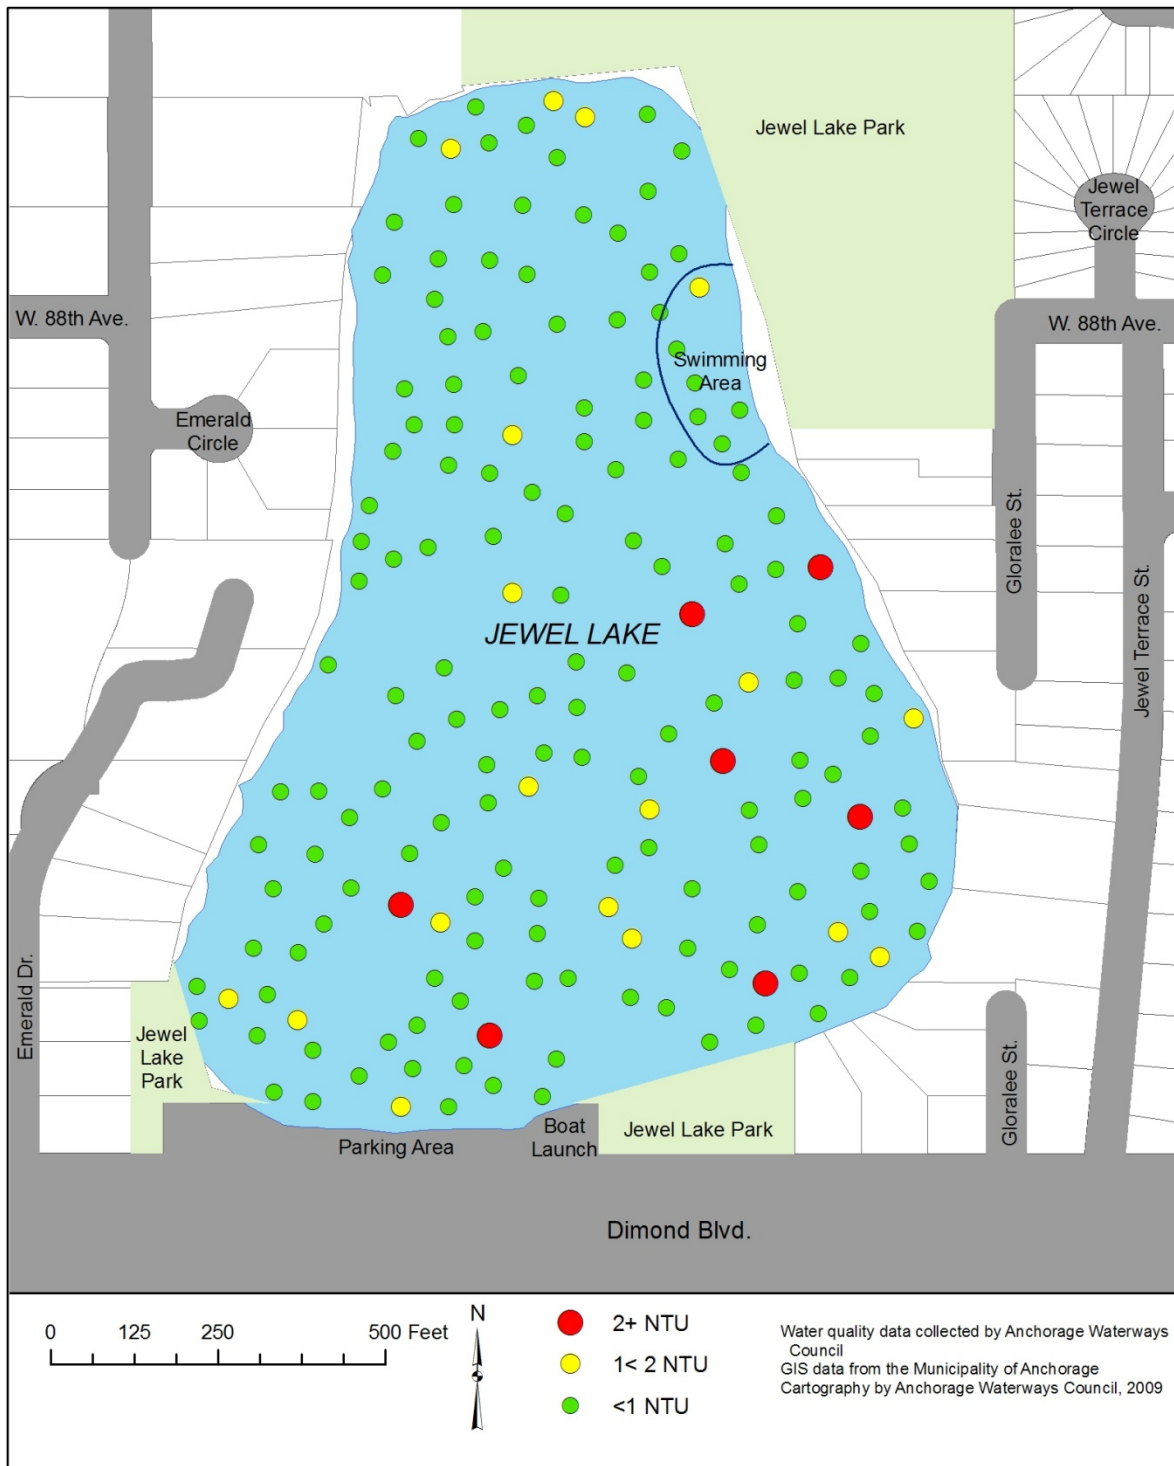 Jewel Lake Park
Jewel
Terrace
Circle
W. 88th Ave.
W. 88th Ave.
Swimming
Area
Emerald
Circle
Gloralee St.
Jewel Terrace St.
JEWEL LAKE
Emerald Dr.
Jewel
Lake
Park
Gloralee St.
Boat
Launch
Parking Area
Jewel Lake Park
Dimond Blvd.
0 125 250 500 Feet
N
2+ NTU
1< 2 NTU
<1 NTU
Water quality data collected by Anchorage Waterways
Council
GIS data from the Municipality of Anchorage
Cartography by Anchorage Waterways Council, 2009